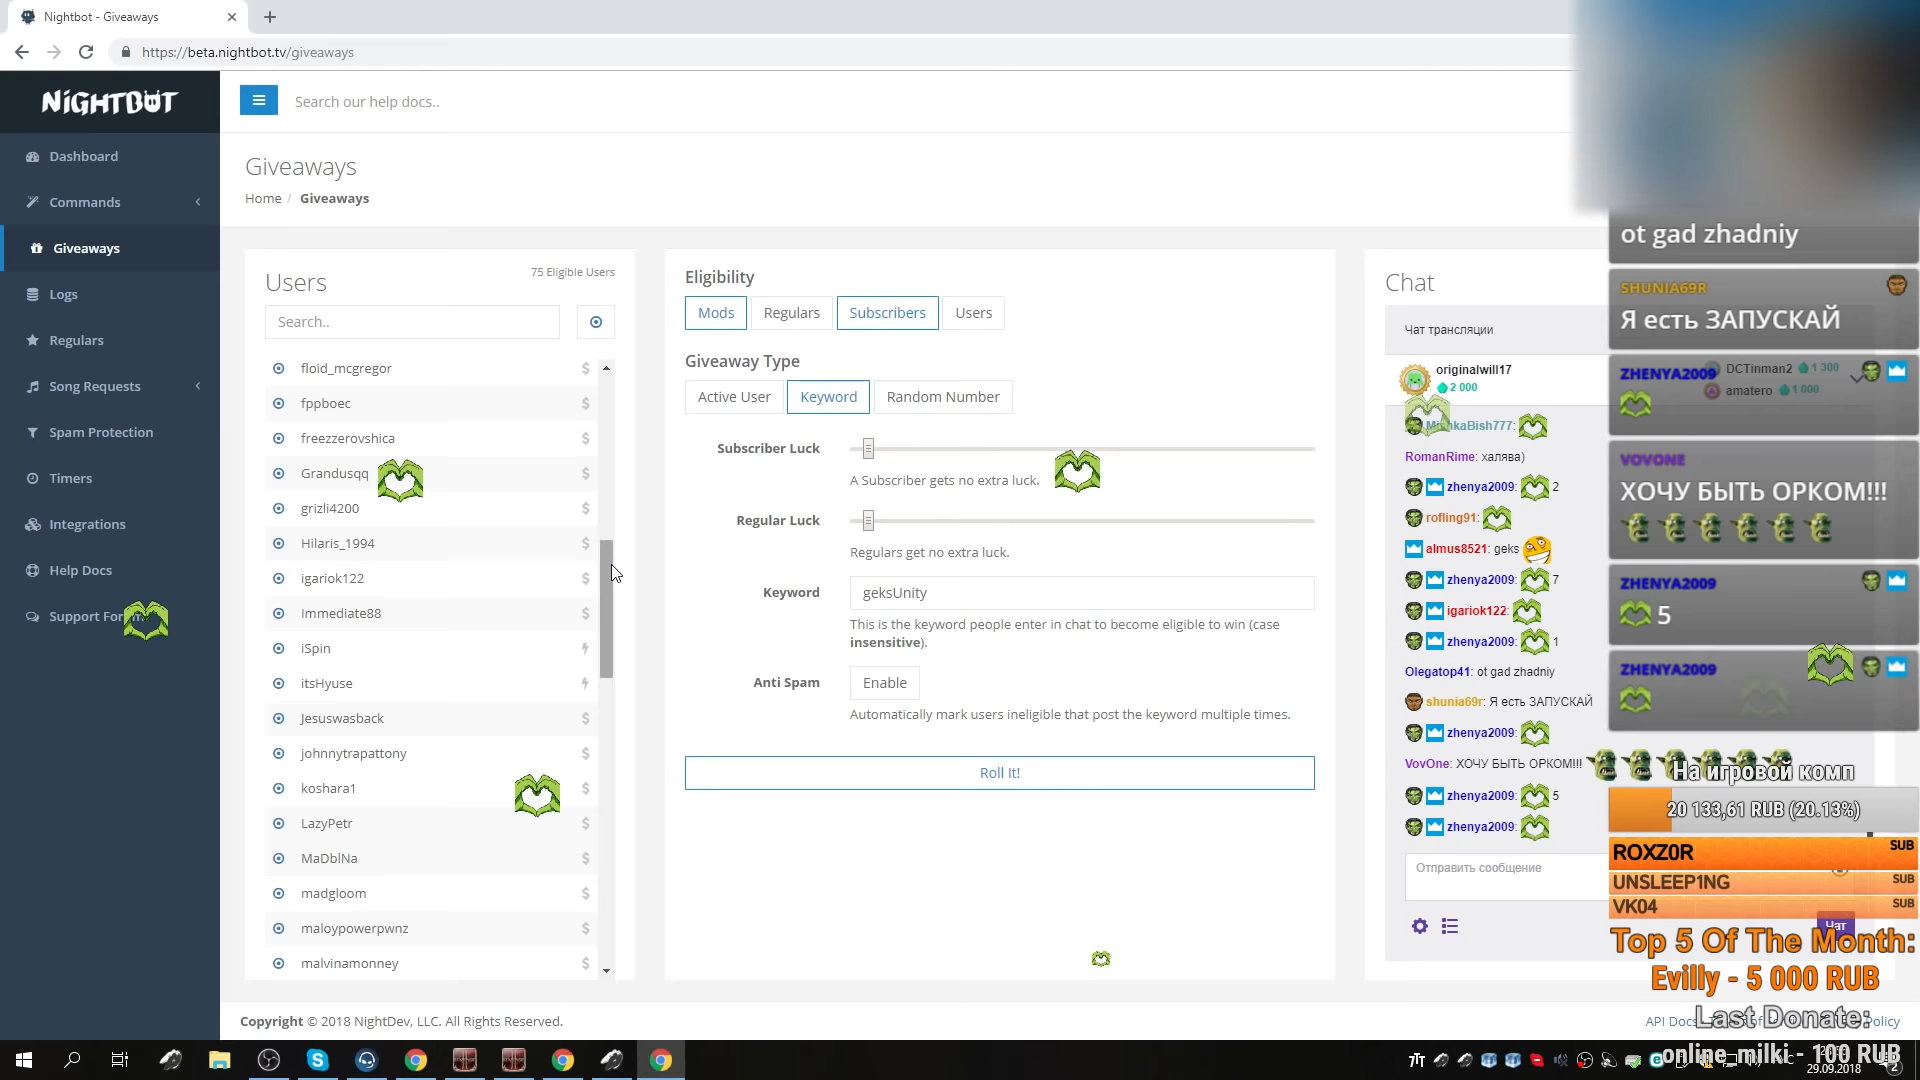 Nightbot - Giveaways
https://beta.nightbot.tv/giveaways
NiGHTBOT
Search our help docs..
Dashboard
Commands
Giveaways
Logs
Regulars
Song Requests
Spam Protection
Timers
Integrations
Help Docs
Support For
Giveaways
Home / Giveaways
Users
75 Eligible Users
Search..
floid_mcgregor
fppboec
freezzerovshica
Grandusqq
grizli4200
Hilaris_1994
igariok122
Immediate88
iSpin
itsHyuse
Jesuswasback
johnnytrapattony
koshara1
LazyPetr
MaDblNa
madgloom
maloypowerpwnz
malvinamonney
Eligibility
Mods
Regulars
Subscribers
Users
Giveaway Type
Active User
Keyword
Random Number
Subscriber Luck
A Subscriber gets no extra luck.
Regular Luck
Regulars get no extra luck.
Keyword
geksUnity
This is the keyword people enter in chat to become eligible to win (case
insensitive).
Anti Spam
Enable
Automatically mark users ineligible that post the keyword multiple times.
Roll It!
Chat
Чат трансляции
originalwill17
2 000
DCTinman2 1 300
amatero 1 000
RomanRime: халява)
zhenya2009: 2
rofling91:
almus8521: geks
zhenya2009: 7
igariok122:
zhenya2009: 1
Olegatop41: ot gad zhadniy
shunia69r: Я есть ЗАПУСКАЙ
zhenya2009:
VovOne: ХОЧУ БЫТЬ ОРКОМ!!!
zhenya2009: 5
zhenya2009:
Отправить сообщение
Чат
ot gad zhadniy
SHUNIA69R
Я есть ЗАПУСКАЙ
ZHENYA2009
VOVONE
ХОЧУ БЫТЬ ОРКОМ!!!
ZHENYA2009
5
ZHENYA2009
На игровой комп
20 133,61 RUB (20.13%)
ROXZ0R SUB
UNSLEEP1NG SUB
VK04 SUB
Top 5 Of The Month:
Evilly - 5 000 RUB
Last Donate:
online_milki - 100 RUB
Copyright © 2018 NightDev, LLC. All Rights Reserved.
API Docs
Policy
29.09.2018
2